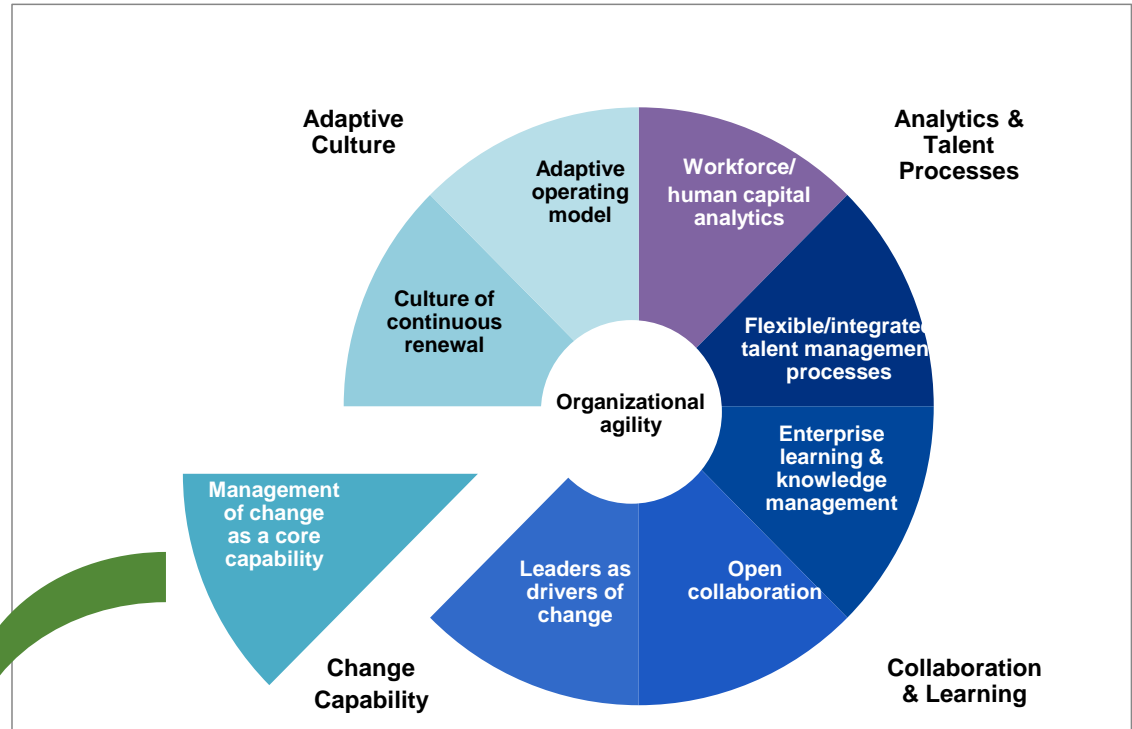 Adaptive
Culture
Analytics &
Talent
Processes
Adaptive
operating
model
Workforce/
human capital
analytics
Culture of
continuous
renewal
Flexible/integrated
talent management
processes
Organizational
agility
Enterprise
learning &
knowledge
management
Management
of change
as a core
capability
Leaders as
drivers of
change
Open
collaboration
Change
Capability
Collaboration
& Learning